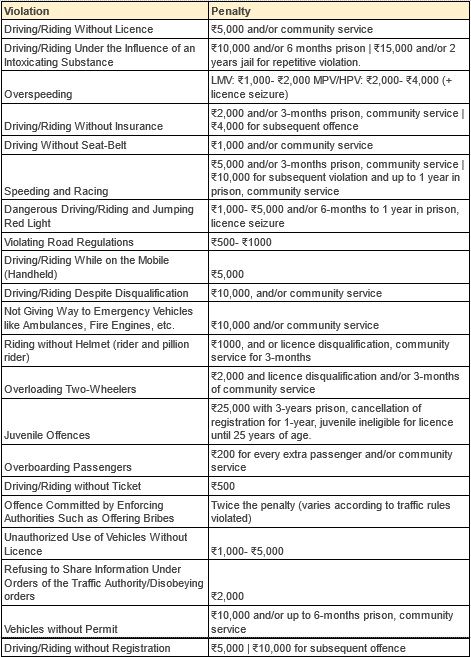 Violation
Penalty
Driving/Riding Without Licence
₹5,000 and/or community service
Driving/Riding Under the Influence of an
Intoxicating Substance
₹10,000 and/or 6 months prison | ₹15,000 and/or 2
years jail for repetitive violation.
Overspeeding
LMV: ₹1,000- ₹2,000 MPV/HPV: ₹2,000- ₹4,000 (+
licence seizure)
Driving/Riding Without Insurance
₹2,000 and/or 3-months prison, community service |
₹4,000 for subsequent offence
Driving Without Seat-Belt
₹1,000 and/or community service
Speeding and Racing
₹5,000 and/or 3-months prison, community service |
₹10,000 for subsequent violation and up to 1 year in
prison, community service
Dangerous Driving/Riding and Jumping
Red Light
₹1,000- ₹5,000 and/or 6-months to 1 year in prison,
licence seizure
Violating Road Regulations
₹500- ₹1000
Driving/Riding While on the Mobile
(Handheld)
₹5,000
Driving/Riding Despite Disqualification
₹10,000, and/or community service
Not Giving Way to Emergency Vehicles
like Ambulances, Fire Engines, etc.
₹10,000 and/or community service
Riding without Helmet (rider and pillion
rider)
₹1000, and or licence disqualification, community
service for 3-months
Overloading Two-Wheelers
₹2,000 and licence disqualification and/or 3-months
of community service
Juvenile Offences
₹25,000 with 3-years prison, cancellation of
registration for 1-year, juvenile ineligible for licence
until 25 years of age.
Overboarding Passengers
₹200 for every extra passenger and/or community
service
Driving/Riding without Ticket
₹500
Offence Committed by Enforcing
Authorities Such as Offering Bribes
Twice the penalty (varies according to traffic rules
violated)
Unauthorized Use of Vehicles Without
Licence
₹1,000- ₹5,000
Refusing to Share Information Under
Orders of the Traffic Authority/Disobeying
orders
₹2,000
Vehicles without Permit
₹10,000 and/or up to 6-months prison, community
service
Driving/Riding without Registration
₹5,000 | ₹10,000 for subsequent offence